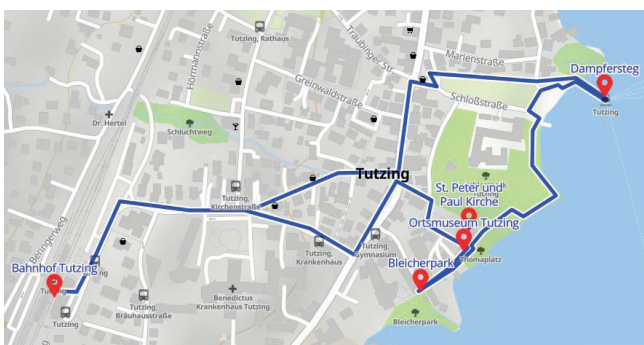 Tutzing, Rathaus
Hörmannstraße
Traubinger Str.
Marienstraße
Dampfersteg
Greinwaldstraße
Schloßstraße
Tutzing
Dr. Hertel
Schluchtweg
Tutzing
St. Peter und
Paul Kirche
Tutzing,
Kirchenstraße
Beringerweg
Ortsmuseum Tutzing
Tutzing,
Gymnasium
Tutzing,
Krankenhaus
Thomaplatz
Bleicherpark
Bahnhof Tutzing
Benedictus
Krankenhaus Tutzing
Tutzing,
Bräuhausstraße
Tutzing
Bleicherpark